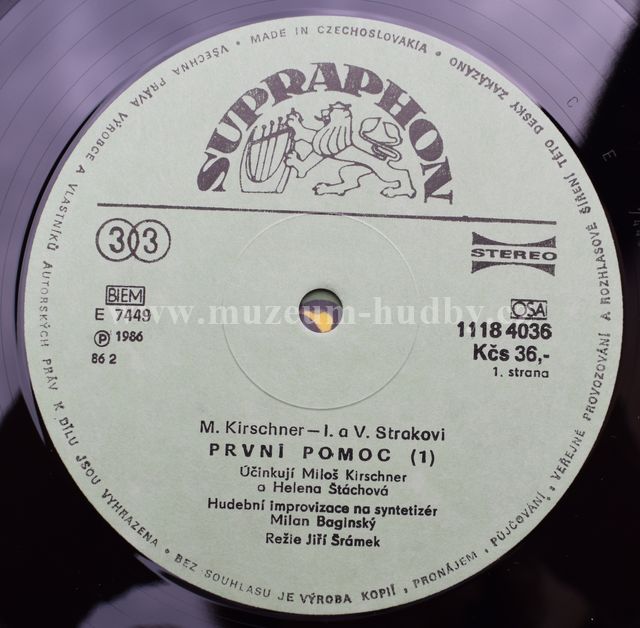 VŠECHNA PRÁVA VÝROBCE A VLASTNÍKŮ AUTORSKÝCH PRÁV K DÍLU JSOU VYHRAZENA • BEZ SOUHLASU JE VÝROBA KOPIÍ, PRONÁJEM, PŮJČOVÁNÍ, VEŘEJNÉ PROVOZOVÁNÍ A ROZHLASOVÉ ŠÍŘENÍ TÉTO DESKY ZAKÁZÁNO • MADE IN CZECHOSLOVAKIA •
SUPRAPHON
33
STEREO
BIEM
E 7449
Ⓟ 1986
86 2
OSA
1118 4036
Kčs 36,-
1. strana
www.muzeum-hudby.c
M. Kirschner – I. a V. Strakovi
PRVNÍ POMOC (1)
Účinkují Miloš Kirschner
a Helena Štáchová
Hudební improvizace na syntetizér
Milan Baginský
Režie Jiří Šrámek